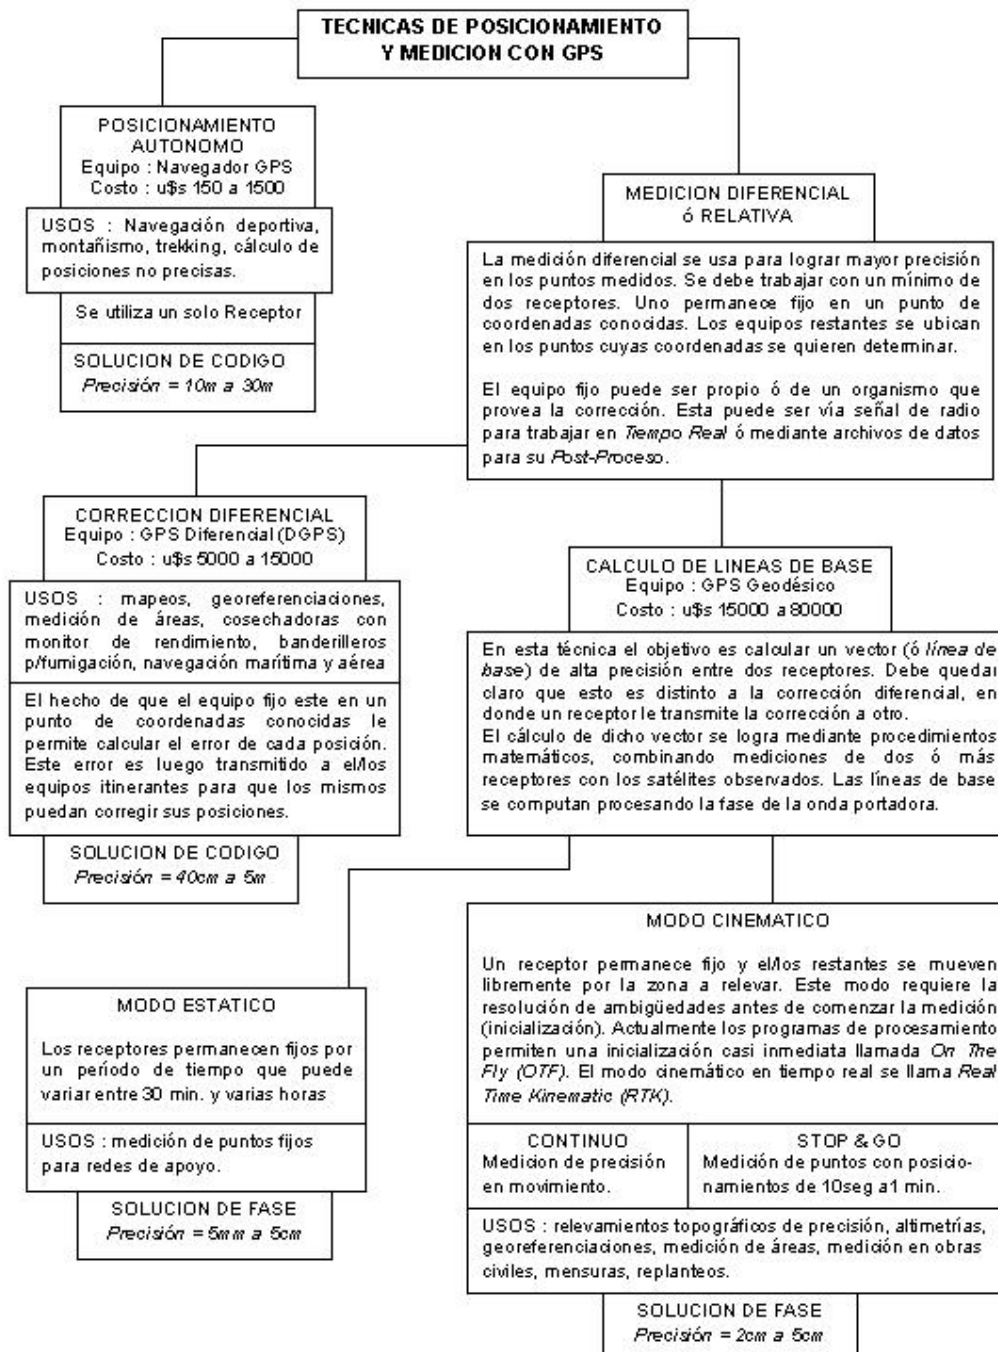 TECNICAS DE POSICIONAMIENTO
Y MEDICION CON GPS
POSICIONAMIENTO
AUTONOMO
Equipo : Navegador GPS
Costo : u$s 150 a 1500
USOS : Navegación deportiva,
montañismo, trekking, cálculo de
posiciones no precisas.
Se utiliza un solo Receptor
SOLUCION DE CODIGO
Precisión = 10m a 30m
MEDICION DIFERENCIAL
ó RELATIVA
La medición diferencial se usa para lograr mayor precisión
en los puntos medidos. Se debe trabajar con un mínimo de
dos receptores. Uno permanece fijo en un punto de
coordenadas conocidas. Los equipos restantes se ubican
en los puntos cuyas coordenadas se quieren determinar.
El equipo fijo puede ser propio ó de un organismo que
provea la corrección. Esta puede ser vía señal de radio
para trabajar en Tiempo Real ó mediante archivos de datos
para su Post-Proceso.
CORRECCION DIFERENCIAL
Equipo : GPS Diferencial (DGPS)
Costo : u$s 5000 a 15000
USOS : mapeos, georeferenciaciones,
medición de áreas, cosechadoras con
monitor de rendimiento, banderilleros
p/fumigación, navegación marítima y aérea
El hecho de que el equipo fijo este en un
punto de coordenadas conocidas le
permite calcular el error de cada posición.
Este error es luego transmitido a el/los
equipos itinerantes para que los mismos
puedan corregir sus posiciones.
SOLUCION DE CODIGO
Precisión = 40cm a 5m
CALCULO DE LINEAS DE BASE
Equipo : GPS Geodésico
Costo : u$s 15000 a 80000
En esta técnica el objetivo es calcular un vector (ó línea de
base) de alta precisión entre dos receptores. Debe quedar
claro que esto es distinto a la corrección diferencial, en
donde un receptor le transmite la corrección a otro.
El cálculo de dicho vector se logra mediante procedimientos
matemáticos, combinando mediciones de dos ó más
receptores con los satélites observados. Las líneas de base
se computan procesando la fase de la onda portadora.
MODO ESTATICO
Los receptores permanecen fijos por
un período de tiempo que puede
variar entre 30 min. y varias horas
USOS : medición de puntos fijos
para redes de apoyo.
SOLUCION DE FASE
Precisión = 5mm a 5cm
MODO CINEMATICO
Un receptor permanece fijo y el/los restantes se mueven
libremente por la zona a relevar. Este modo requiere la
resolución de ambigüedades antes de comenzar la medición
(inicialización). Actualmente los programas de procesamiento
permiten una inicialización casi inmediata llamada On The
Fly (OTF). El modo cinemático en tiempo real se llama Real
Time Kinematic (RTK).
CONTINUO
Medicion de precisión
en movimiento.
STOP & GO
Medición de puntos con posicio-
namientos de 10seg a1 min.
USOS : relevamientos topográficos de precisión, altimetrías,
georeferenciaciones, medición de áreas, medición en obras
civiles, mensuras, replanteos.
SOLUCION DE FASE
Precisión = 2cm a 5cm